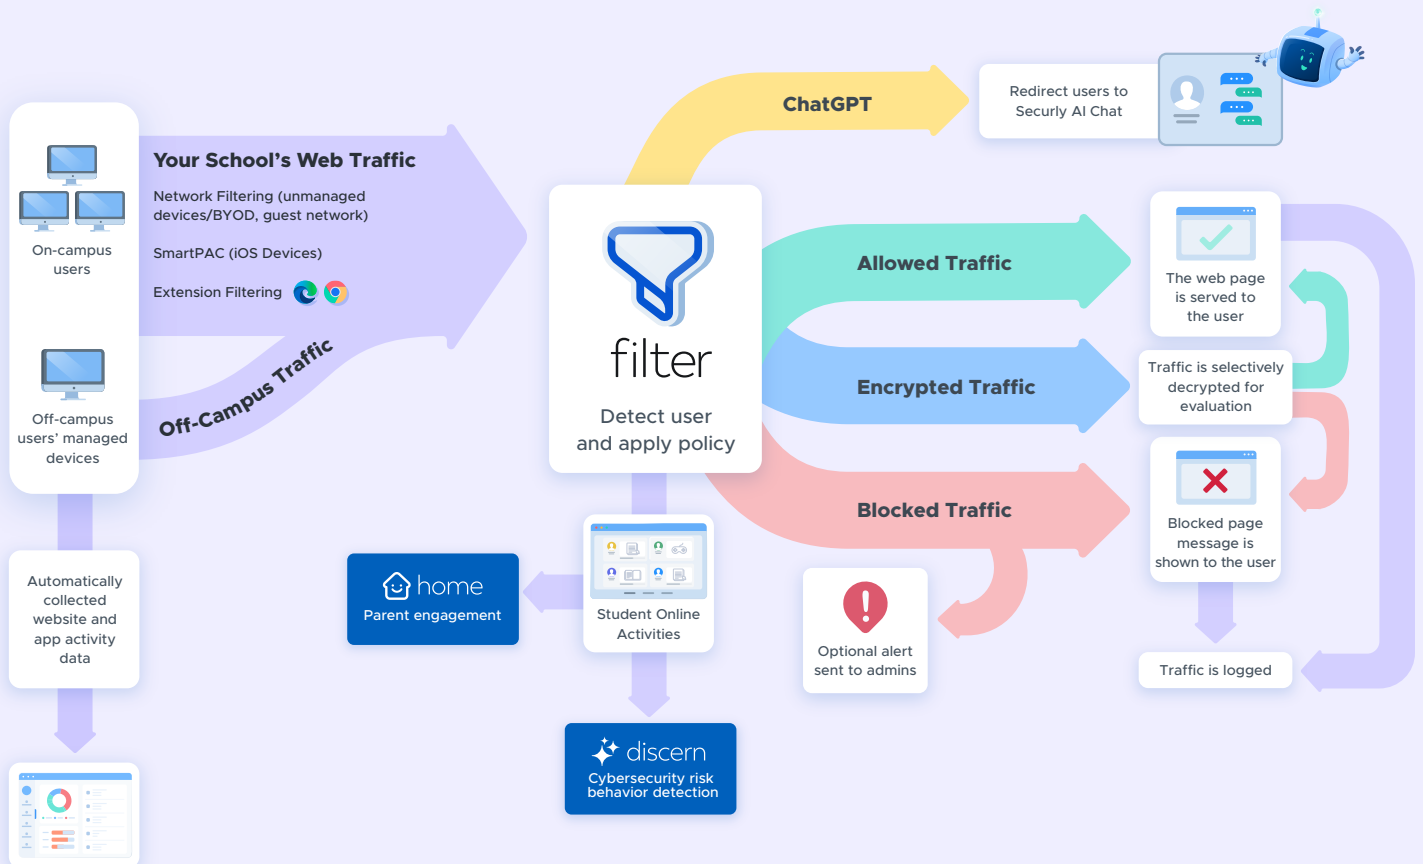 On-campus
users
Off-campus
users’ managed
devices
Automatically
collected
website and
app activity
data
Your School’s Web Traffic
Network Filtering (unmanaged
devices/BYOD, guest network)
SmartPAC (iOS Devices)
Extension Filtering
Off-Campus Traffic
filter
Detect user
and apply policy
home
Parent engagement
Student Online
Activities
discern
Cybersecurity risk
behavior detection
ChatGPT
Redirect users to
Securly AI Chat
Allowed Traffic
The web page
is served to
the user
Encrypted Traffic
Traffic is selectively
decrypted for
evaluation
Blocked Traffic
Blocked page
message is
shown to the user
Optional alert
sent to admins
Traffic is logged